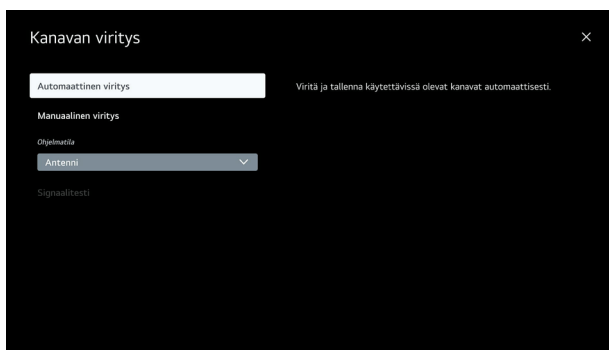 Kanavan viritys
Automaattinen viritys
Viritä ja tallenna käytettävissä olevat kanavat automaattisesti.
Manuaalinen viritys
Ohjelmatila
Antenni
Signaalitesti